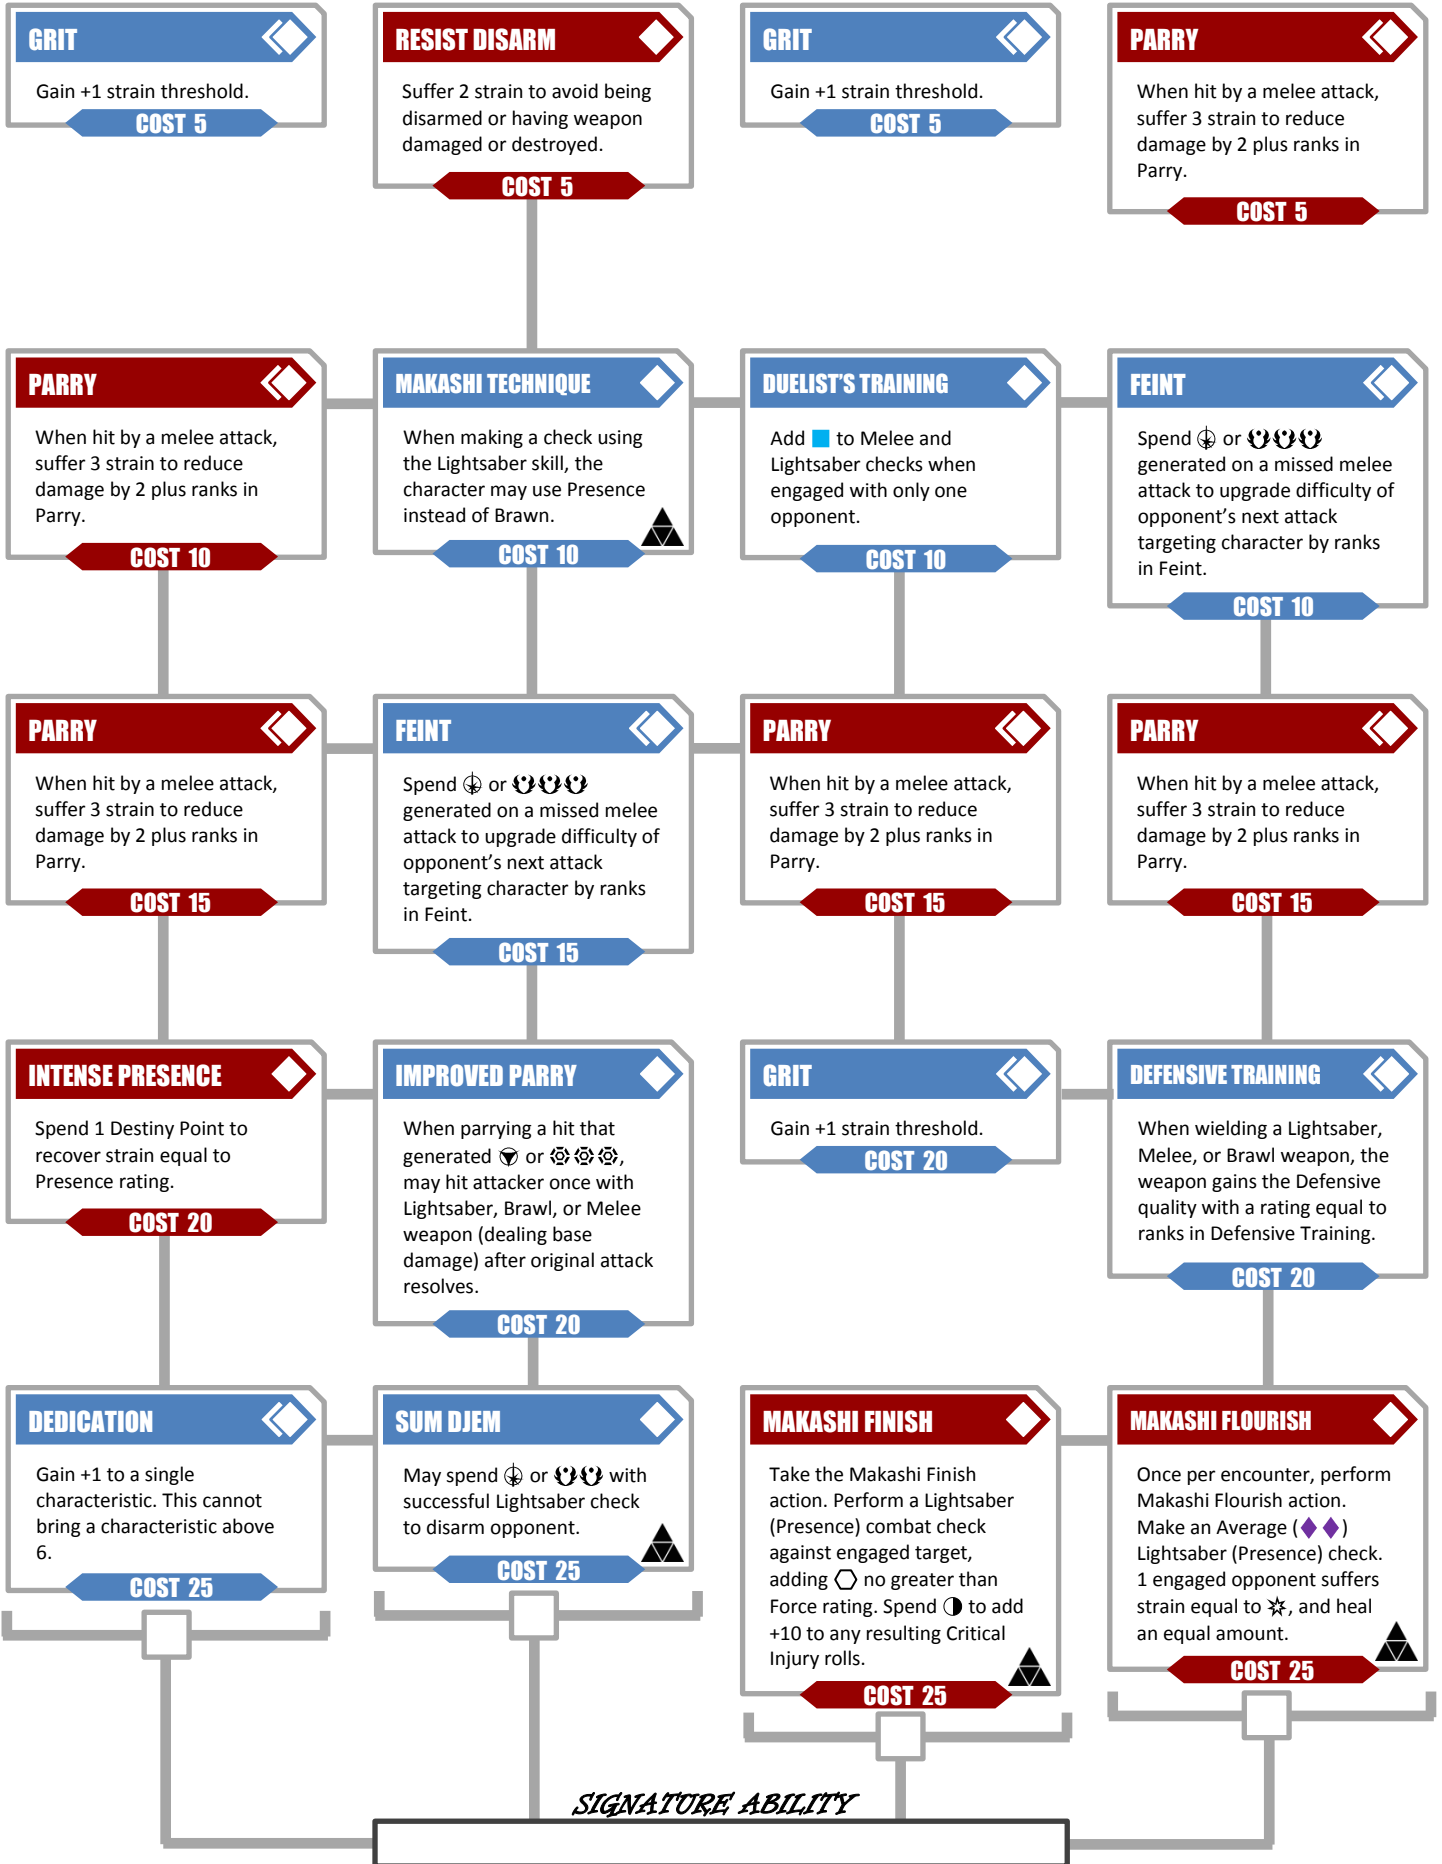 GRIT
Gain +1 strain threshold.
COST 5
RESIST DISARM
Suffer 2 strain to avoid being
disarmed or having weapon
damaged or destroyed.
COST 5
GRIT
Gain +1 strain threshold.
COST 5
PARRY
When hit by a melee attack,
suffer 3 strain to reduce
damage by 2 plus ranks in
Parry.
COST 5
PARRY
When hit by a melee attack,
suffer 3 strain to reduce
damage by 2 plus ranks in
Parry.
COST 10
MAKASHI TECHNIQUE
When making a check using
the Lightsaber skill, the
character may use Presence
instead of Brawn.
COST 10
DUELIST'S TRAINING
Add to Melee and
Lightsaber checks when
engaged with only one
opponent.
COST 10
FEINT
Spend or
generated on a missed melee
attack to upgrade difficulty of
opponent's next attack
targeting character by ranks
in Feint.
COST 10
PARRY
When hit by a melee attack,
suffer 3 strain to reduce
damage by 2 plus ranks in
Parry.
COST 15
FEINT
Spend or
generated on a missed melee
attack to upgrade difficulty of
opponent's next attack
targeting character by ranks
in Feint.
COST 15
PARRY
When hit by a melee attack,
suffer 3 strain to reduce
damage by 2 plus ranks in
Parry.
COST 15
PARRY
When hit by a melee attack,
suffer 3 strain to reduce
damage by 2 plus ranks in
Parry.
COST 15
INTENSE PRESENCE
Spend 1 Destiny Point to
recover strain equal to
Presence rating.
COST 20
IMPROVED PARRY
When parrying a hit that
generated or ,
may hit attacker once with
Lightsaber, Brawl, or Melee
weapon (dealing base
damage) after original attack
resolves.
COST 20
GRIT
Gain +1 strain threshold.
COST 20
DEFENSIVE TRAINING
When wielding a Lightsaber,
Melee, or Brawl weapon, the
weapon gains the Defensive
quality with a rating equal to
ranks in Defensive Training.
COST 20
DEDICATION
Gain +1 to a single
characteristic. This cannot
bring a characteristic above
6.
COST 25
SUM DJEM
May spend or with
successful Lightsaber check
to disarm opponent.
COST 25
MAKASHI FINISH
Take the Makashi Finish
action. Perform a Lightsaber
(Presence) combat check
against engaged target,
adding no greater than
Force rating. Spend to add
+10 to any resulting Critical
Injury rolls.
COST 25
MAKASHI FLOURISH
Once per encounter, perform
Makashi Flourish action.
Make an Average ( )
Lightsaber (Presence) check.
1 engaged opponent suffers
strain equal to , and heal
an equal amount.
COST 25
SIGNATURE ABILITY